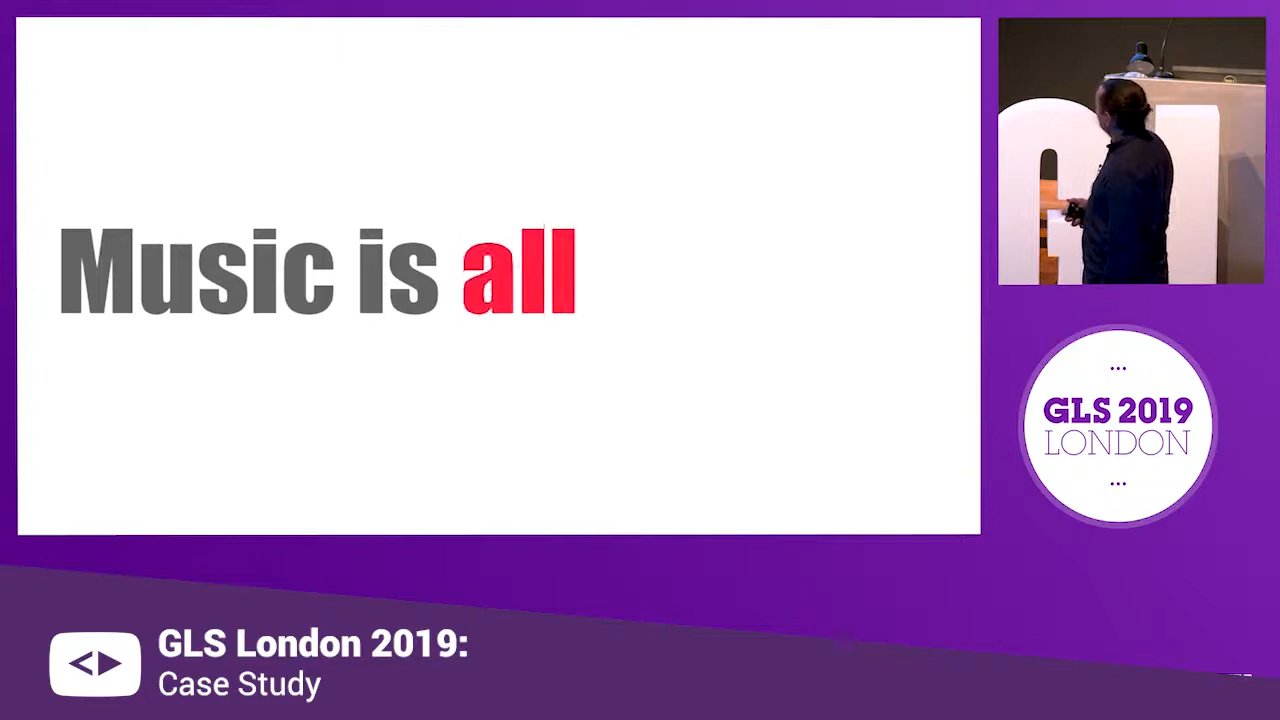 Music is all
...
GLS 2019
LONDON
...
GLS London 2019:
Case Study